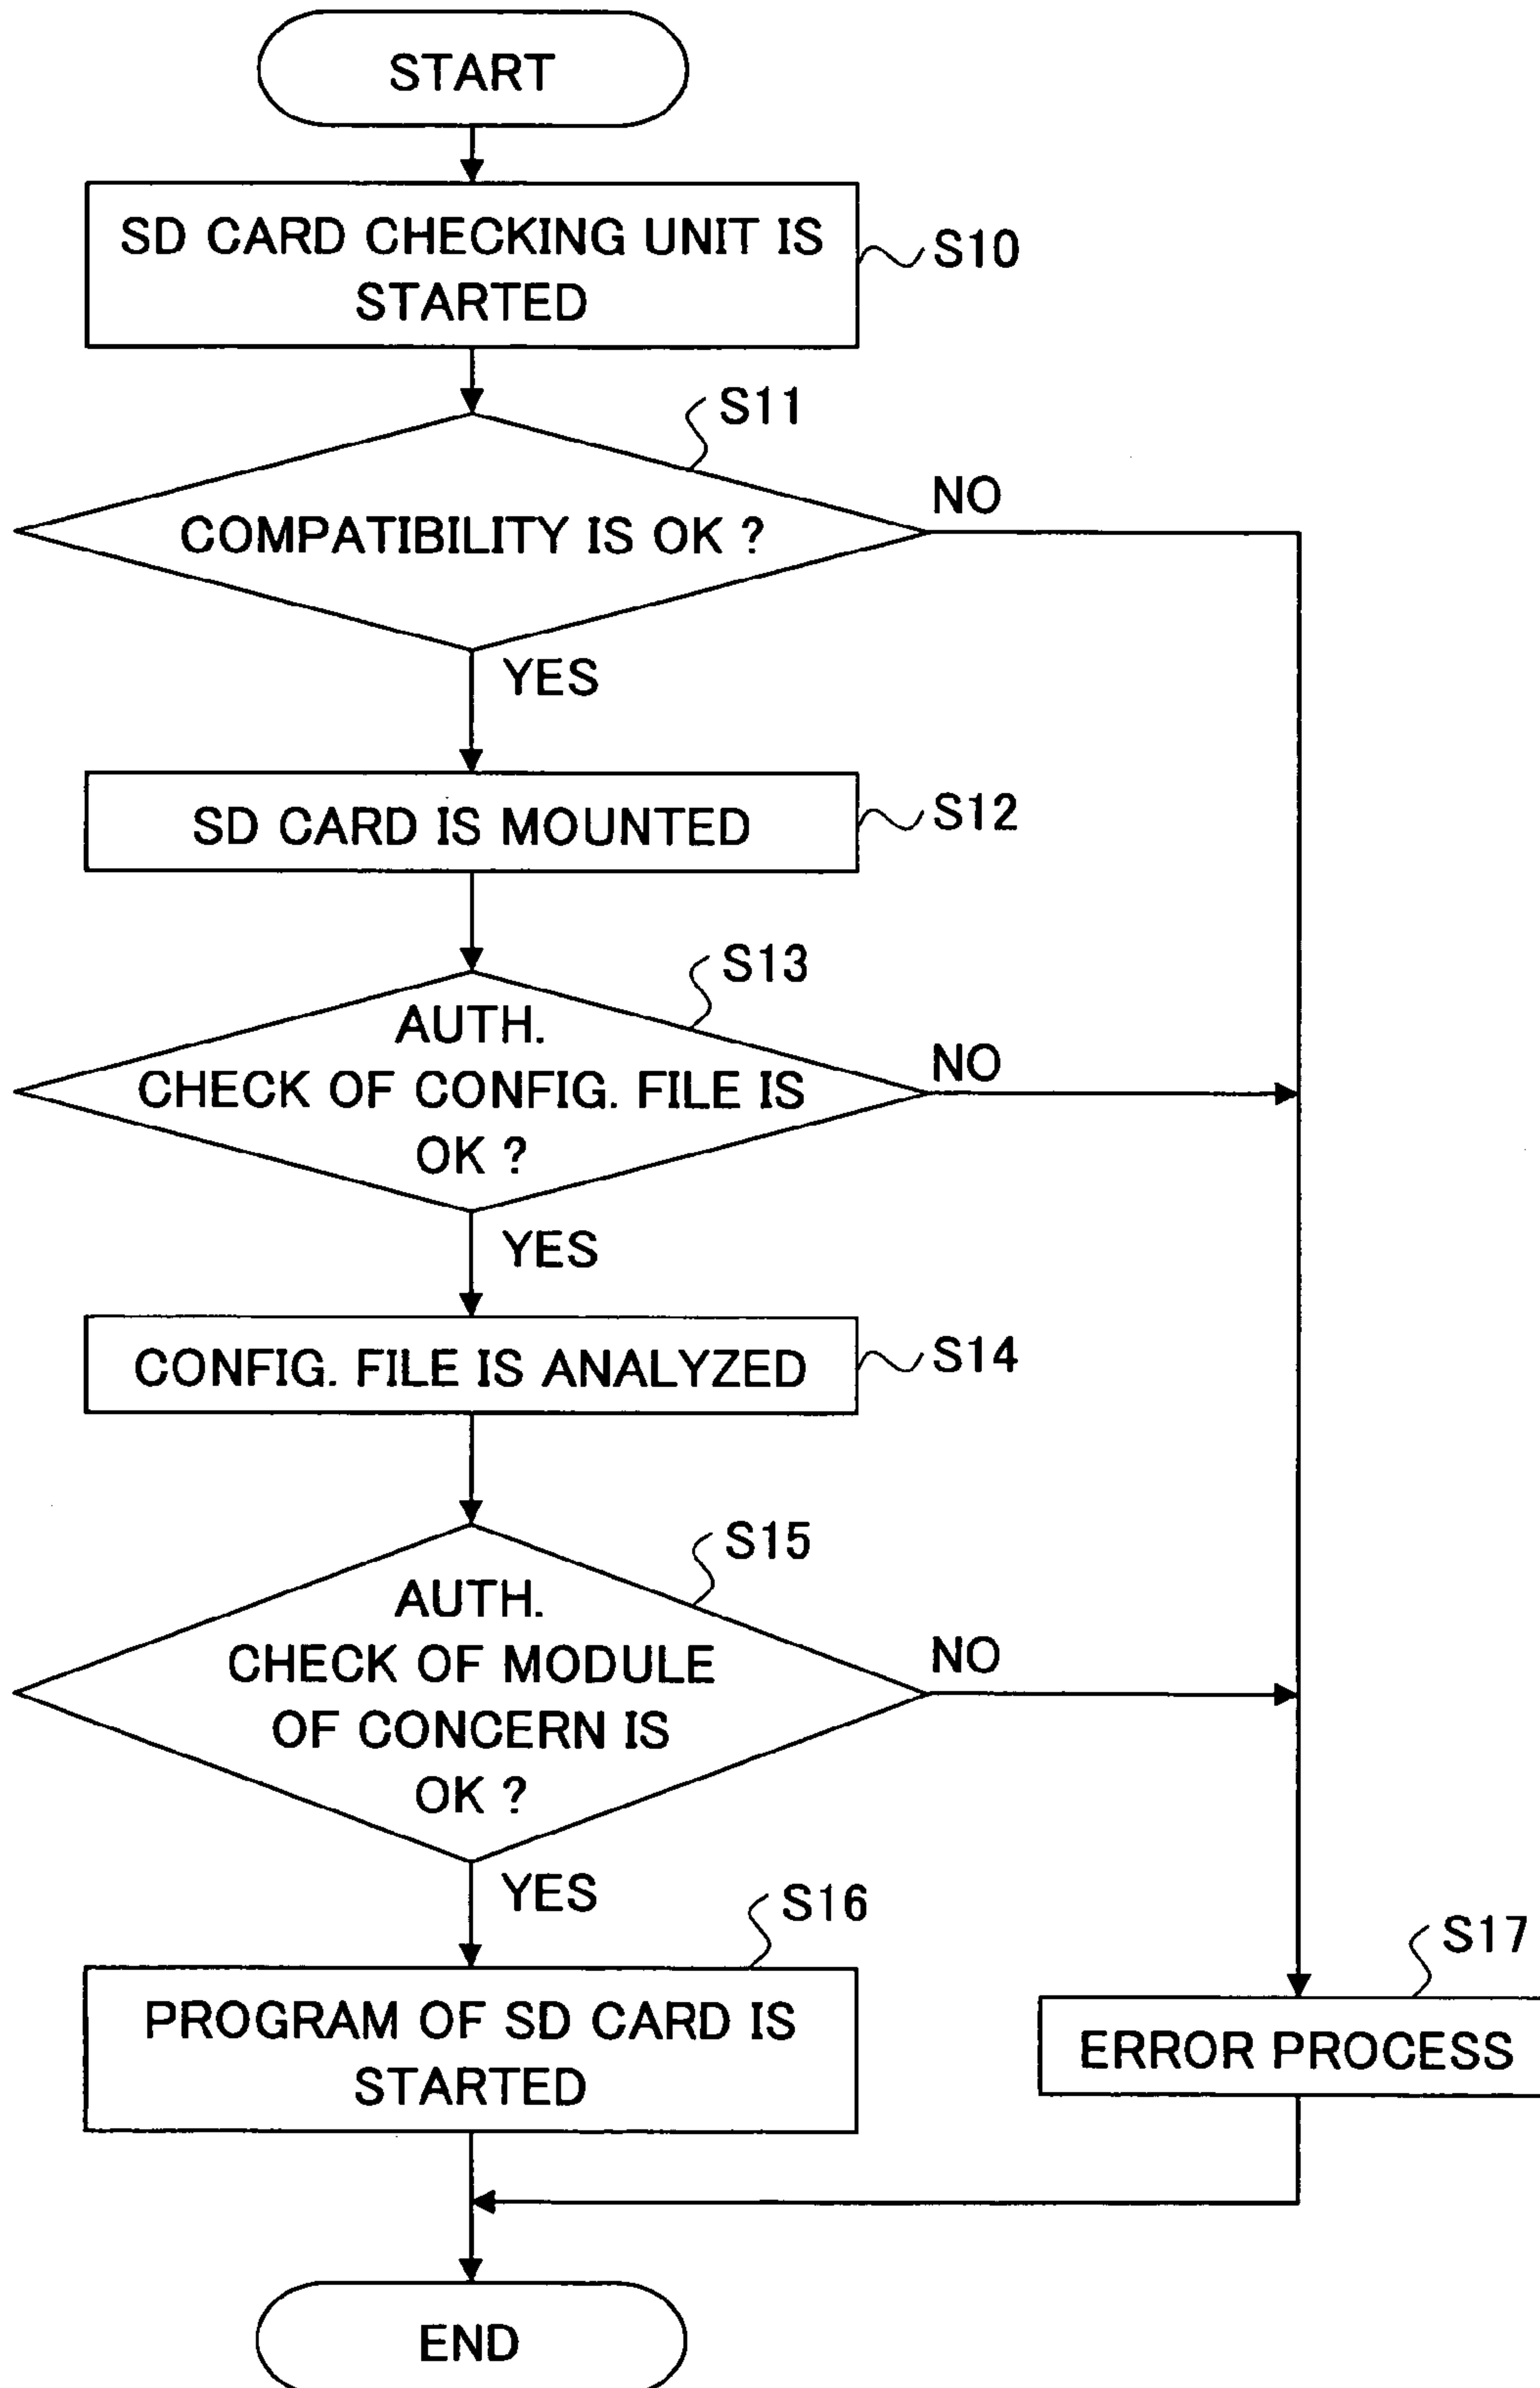 START
SD CARD CHECKING UNIT IS
STARTED
S10
S11
COMPATIBILITY IS OK ?
NO
YES
SD CARD IS MOUNTED
S12
S13
AUTH.
CHECK OF CONFIG. FILE IS
OK ?
NO
YES
CONFIG. FILE IS ANALYZED
S14
S15
AUTH.
CHECK OF MODULE
OF CONCERN IS
OK ?
NO
YES
S16
PROGRAM OF SD CARD IS
STARTED
S17
ERROR PROCESS
END